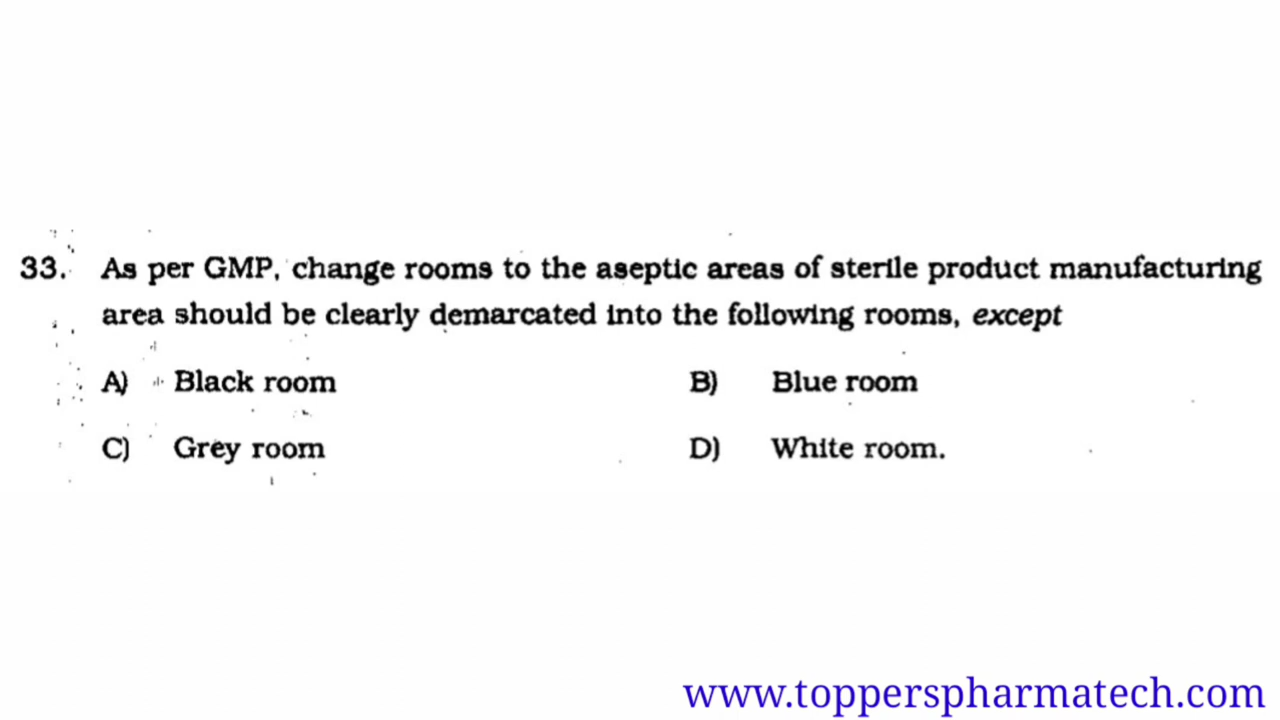 33. As per GMP, change rooms to the aseptic areas of sterile product manufacturing
area should be clearly demarcated into the following rooms, except
A) Black room B) Blue room
C) Grey room D) White room.
www.topperspharmatech.com